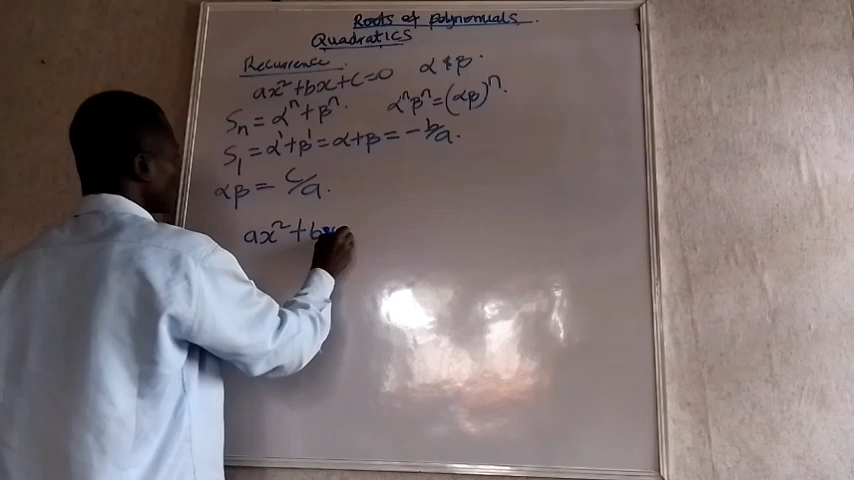 Roots of polynomials.
Quadratics
Recurrence.
ax²+bx+c=0 α & β.
Sₙ = αⁿ+βⁿ. αⁿβⁿ=(αβ)ⁿ.
S₁ = α¹+β¹ = α+β = -b/a.
αβ = c/a.
ax²+bx